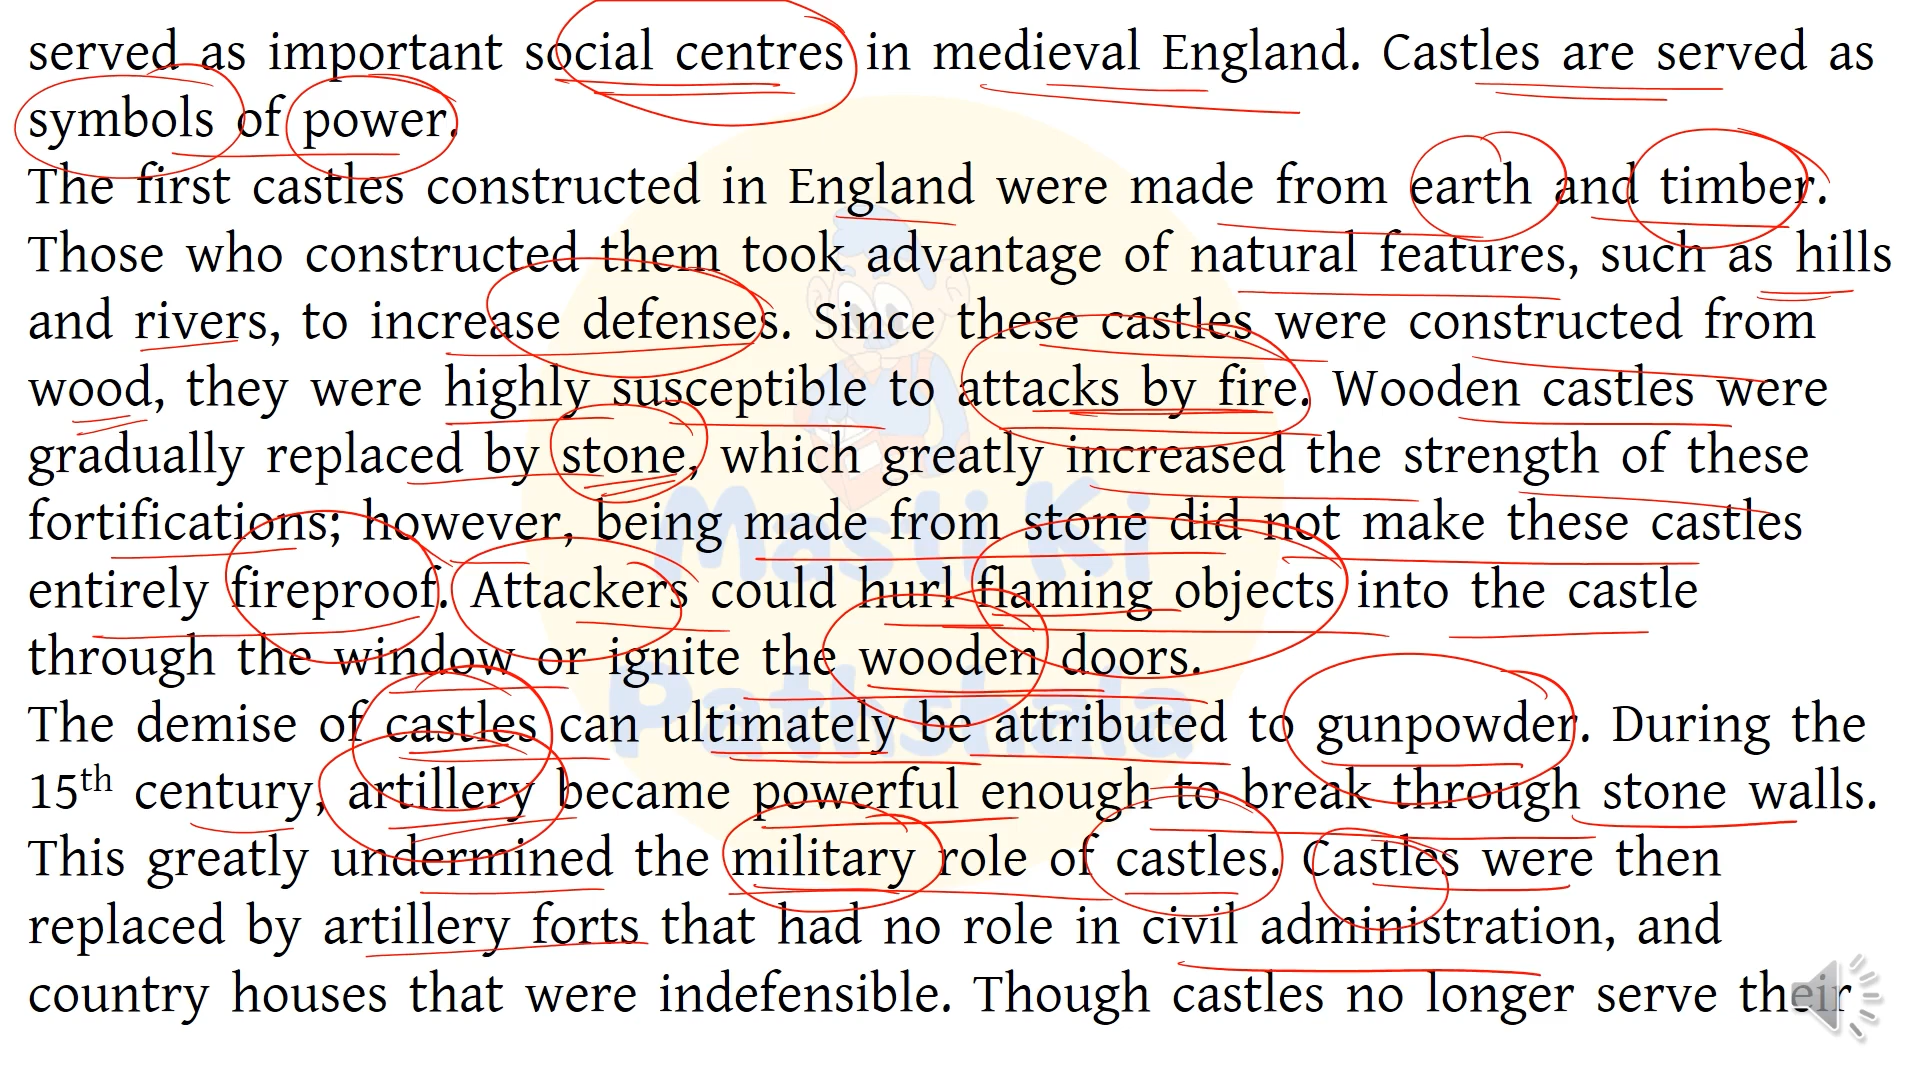 served as important social centres in medieval England. Castles are served as
symbols of power.
The first castles constructed in England were made from earth and timber.
Those who constructed them took advantage of natural features, such as hills
and rivers, to increase defenses. Since these castles were constructed from
wood, they were highly susceptible to attacks by fire. Wooden castles were
gradually replaced by stone, which greatly increased the strength of these
fortifications; however, being made from stone did not make these castles
entirely fireproof. Attackers could hurl flaming objects into the castle
through the window or ignite the wooden doors.
The demise of castles can ultimately be attributed to gunpowder. During the
15th century, artillery became powerful enough to break through stone walls.
This greatly undermined the military role of castles. Castles were then
replaced by artillery forts that had no role in civil administration, and
country houses that were indefensible. Though castles no longer serve their
Masti Ki
Pathshala